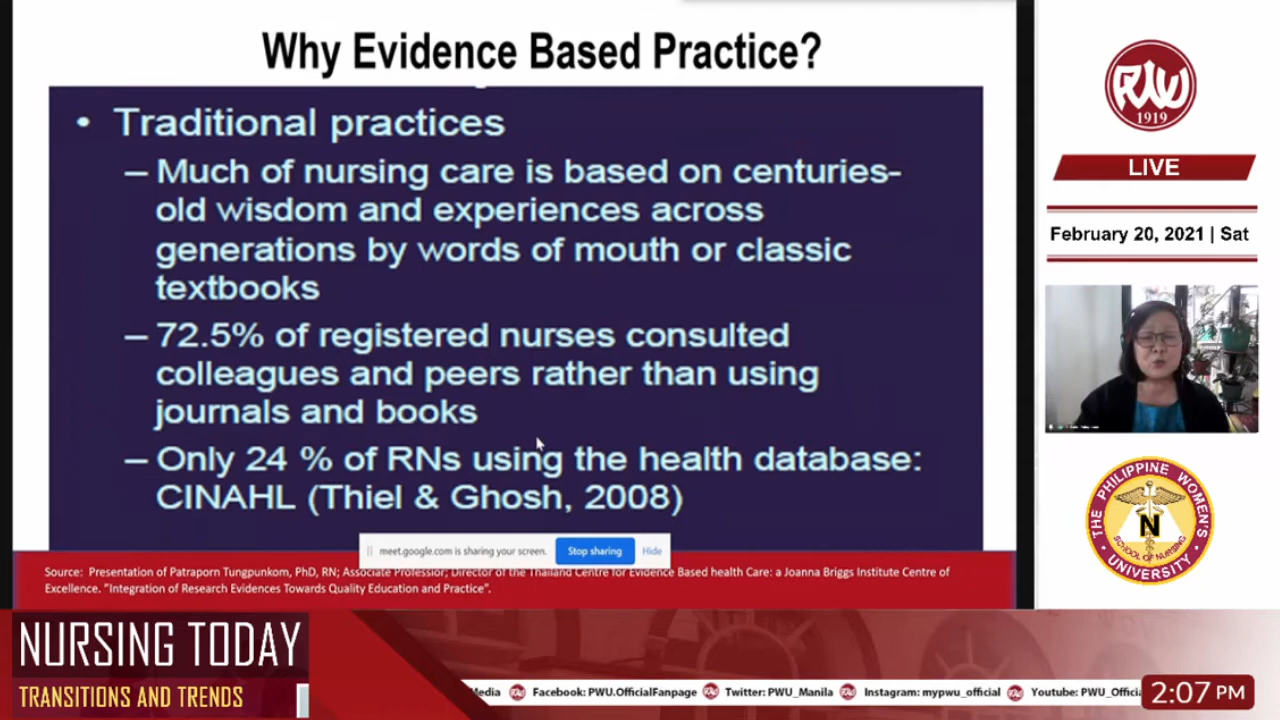 Why Evidence Based Practice?
• Traditional practices
– Much of nursing care is based on centuries-
old wisdom and experiences across
generations by words of mouth or classic
textbooks
– 72.5% of registered nurses consulted
colleagues and peers rather than using
journals and books
– Only 24 % of RNs using the health database:
CINAHL (Thiel & Ghosh, 2008)
meet.google.com is sharing your screen.
Stop sharing
Hide
Source: Presentation of Patraporn Tungpunkom, PhD, RN; Associate Professor; Director of the Thailand Centre for Evidence Based health Care: a Joanna Briggs Institute Centre of
Excellence. "Integration of Research Evidences Towards Quality Education and Practice".
PWU
1919
LIVE
February 20, 2021 | Sat
THE PHILIPPINE WOMEN'S
N
SCHOOL OF NURSING
UNIVERSITY
NURSING TODAY
TRANSITIONS AND TRENDS
Media Facebook: PWU.OfficialFanpage Twitter: PWU_Manila Instagram: mypwu_official Youtube: PWU_Officia
2:07 PM